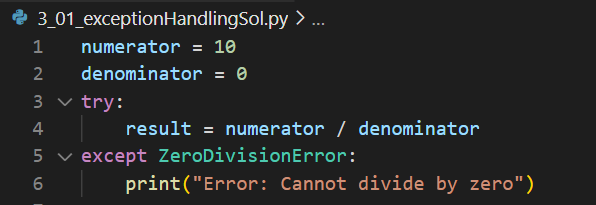 3_01_exceptionHandlingSol.py > ...
1 numerator = 10
2 denominator = 0
3 try:
4     result = numerator / denominator
5 except ZeroDivisionError:
6     print("Error: Cannot divide by zero")